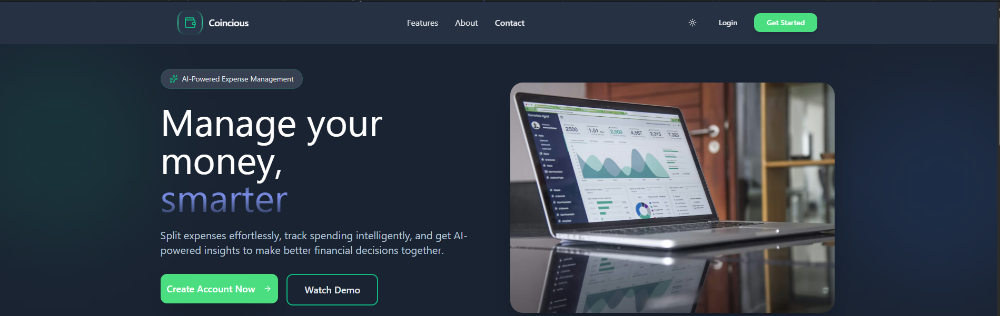 Coincious
Features
About
Contact
Login
Get Started
AI-Powered Expense Management
Manage your
money,
smarter
Split expenses effortlessly, track spending intelligently, and get AI-
powered insights to make better financial decisions together.
Create Account Now
Watch Demo
2500
1.51
2,500
4,567
2,315
7,325